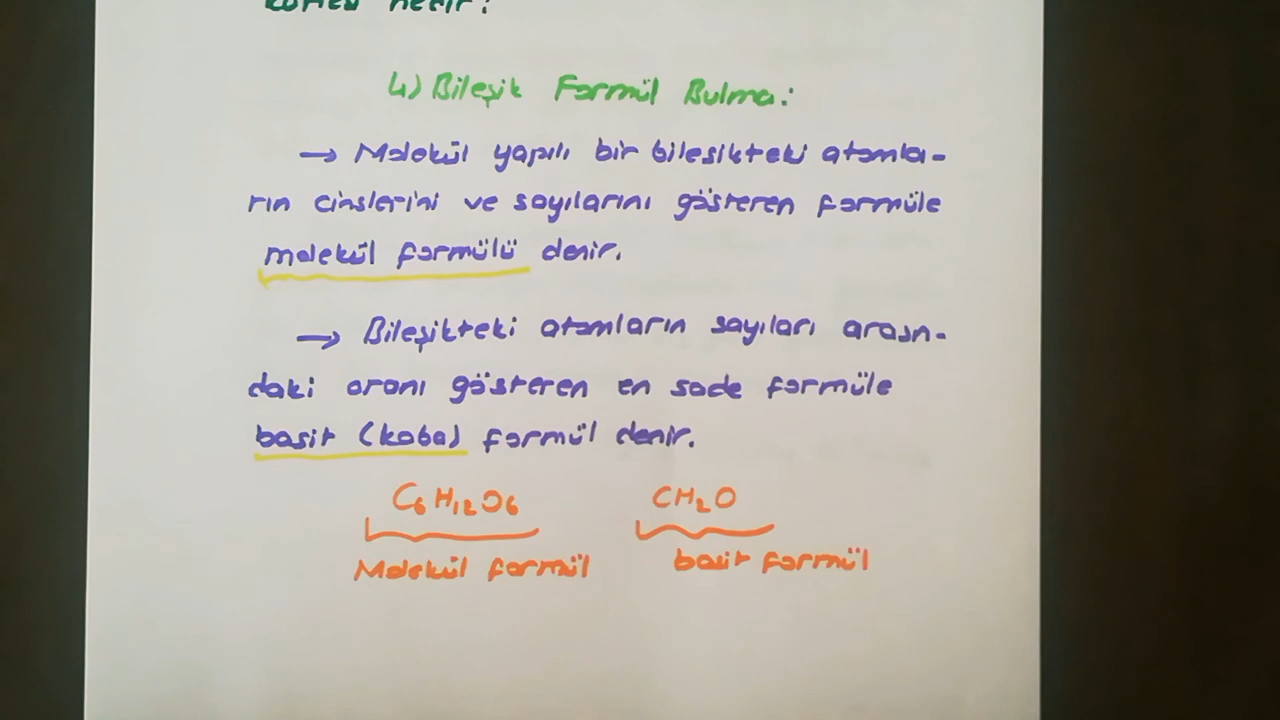 nedir?
4) Bileşik Formül Bulma:
→ Molekül yapılı bir bileşikteki atomla-
rın cinslerini ve sayılarını gösteren formüle
molekül formülü denir.
→ Bileşikteki atomların sayıları arasın-
daki oranı gösteren en sade formüle
basit (kaba) formül denir.
C₆H₁₂O₆ CH₂O
Molekül formül basit formül